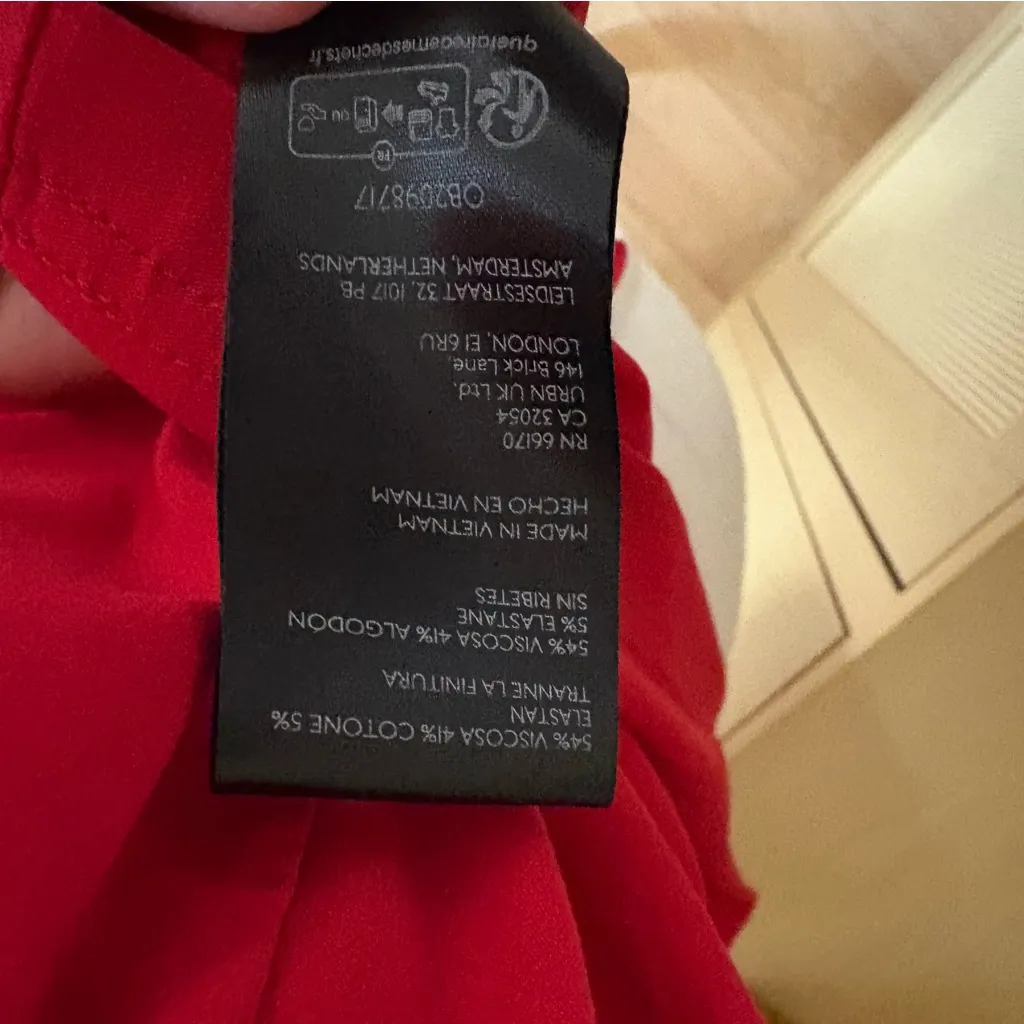 54% VISCOSA 41% COTONE 5%
ELASTAN
TRANNE LA FINITURA
54% VISCOSA 41% ALGODÓN
5% ELASTANE
SIN RIBETES
MADE IN VIETNAM
HECHO EN VIETNAM
RN 66170
CA 32054
URBN UK Ltd.
146 Brick Lane,
LONDON, E1 6RU
LEIDSESTRAAT 32, 1017 PB
AMSTERDAM, NETHERLANDS
OB2098717
FR
OU
quefairedemesdechets.fr